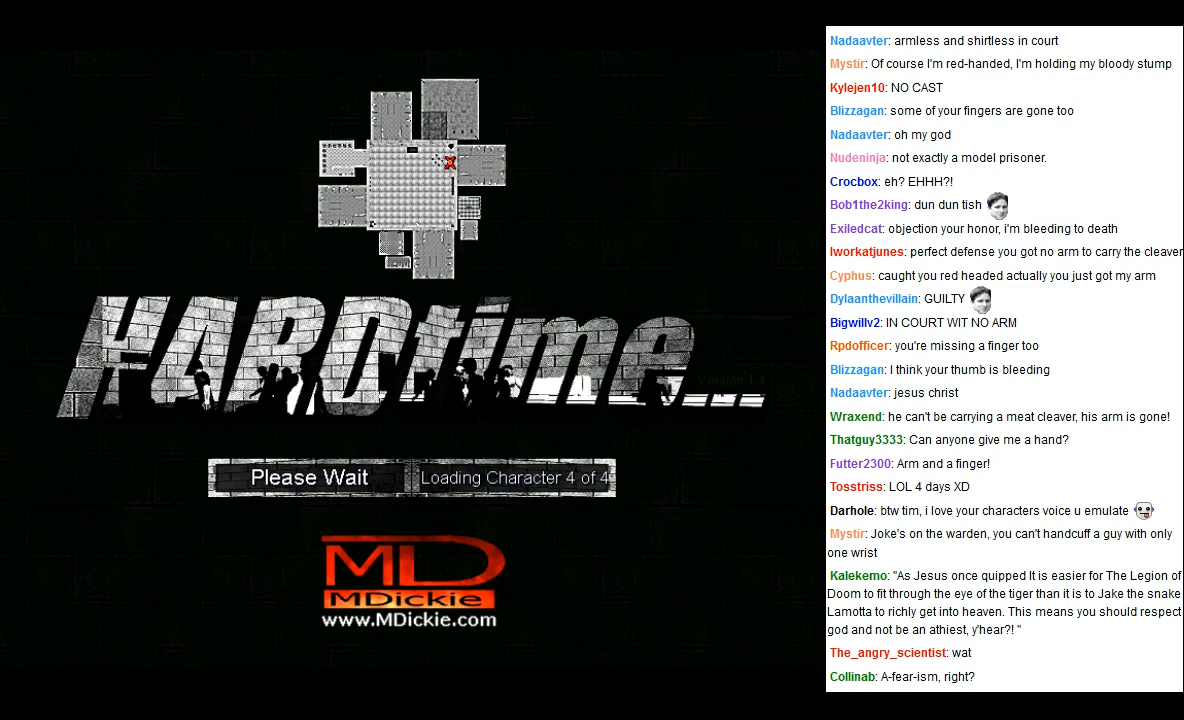 HARDtime...
Version 1.4
Please Wait
Loading Character 4 of 4
MD
MDickie
www.MDickie.com
Nadaavter: armless and shirtless in court
Mystir: Of course I'm red-handed, I'm holding my bloody stump
Kylejen10: NO CAST
Blizzagan: some of your fingers are gone too
Nadaavter: oh my god
Nudeninja: not exactly a model prisoner.
Crocbox: eh? EHHH?!
Bob1the2king: dun dun tish
Exiledcat: objection your honor, i'm bleeding to death
Iworkatjunes: perfect defense you got no arm to carry the cleaver
Cyphus: caught you red headed actually you just got my arm
Dylaanthevillain: GUILTY
Bigwillv2: IN COURT WIT NO ARM
Rpdofficer: you're missing a finger too
Blizzagan: I think your thumb is bleeding
Nadaavter: jesus christ
Wraxend: he can't be carrying a meat cleaver, his arm is gone!
Thatguy3333: Can anyone give me a hand?
Futter2300: Arm and a finger!
Tosstriss: LOL 4 days XD
Darhole: btw tim, i love your characters voice u emulate
Mystir: Joke's on the warden, you can't handcuff a guy with only
one wrist
Kalekemo: "As Jesus once quipped It is easier for The Legion of
Doom to fit through the eye of the tiger than it is to Jake the snake
Lamotta to richly get into heaven. This means you should respect
god and not be an athiest, y'hear?! "
The_angry_scientist: wat
Collinab: A-fear-ism, right?